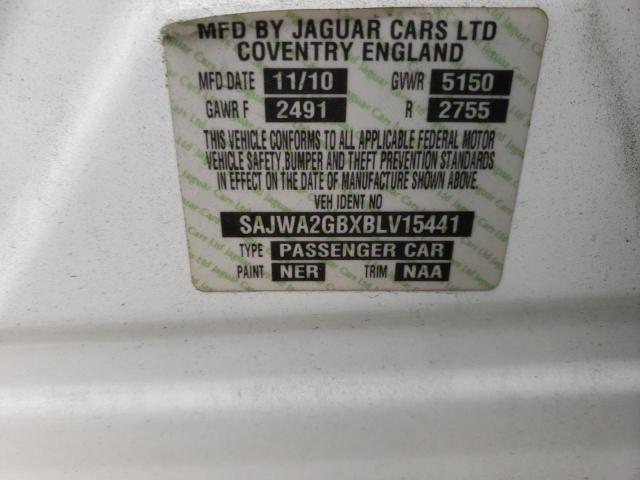 MFD BY JAGUAR CARS LTD
COVENTRY ENGLAND
MFD DATE 11/10 GVWR 5150
GAWR F 2491 R 2755
THIS VEHICLE CONFORMS TO ALL APPLICABLE FEDERAL MOTOR
VEHICLE SAFETY, BUMPER AND THEFT PREVENTION STANDARDS
IN EFFECT ON THE DATE OF MANUFACTURE SHOWN ABOVE.
VEH IDENT NO
SAJWA2GBXBLV15441
TYPE PASSENGER CAR
PAINT NER TRIM NAA